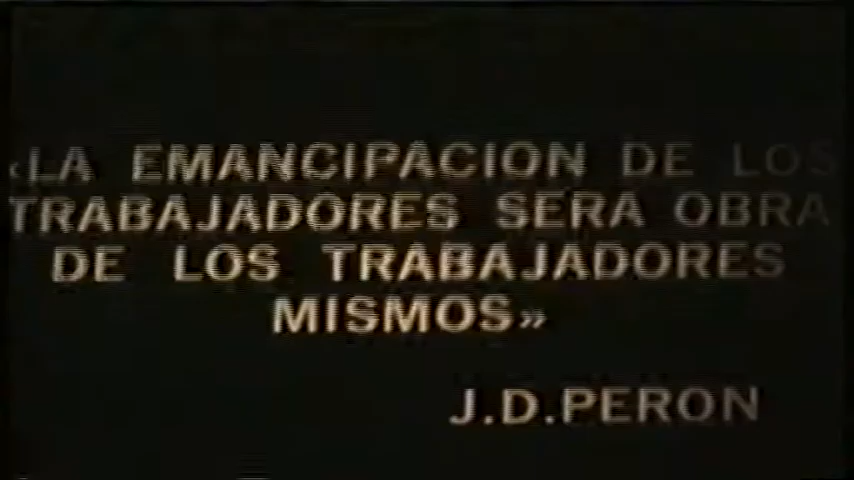 «LA EMANCIPACION DE LOS
TRABAJADORES SERA OBRA
DE LOS TRABAJADORES
MISMOS»
J.D.PERON